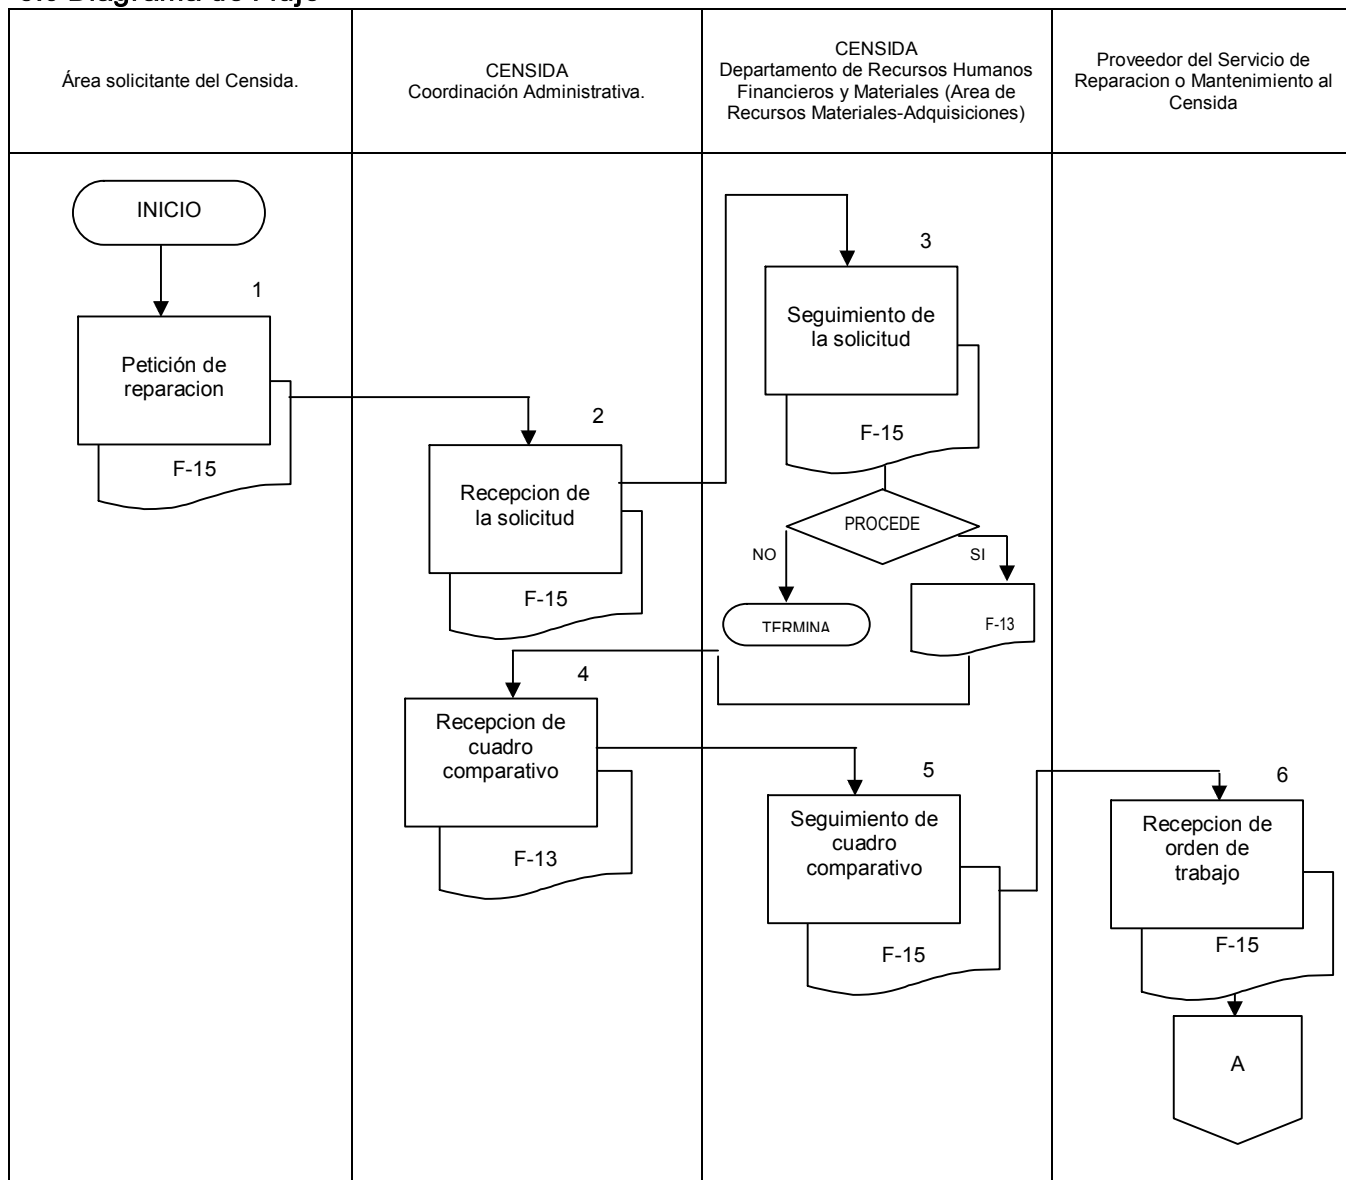 Área solicitante del Censida.
CENSIDA
Coordinación Administrativa.
CENSIDA
Departamento de Recursos Humanos
Financieros y Materiales (Area de
Recursos Materiales-Adquisiciones)
Proveedor del Servicio de
Reparacion o Mantenimiento al
Censida
INICIO
1
Petición de
reparacion
F-15
2
Recepcion de
la solicitud
F-15
3
Seguimiento de
la solicitud
F-15
PROCEDE
NO
SI
TERMINA
F-13
4
Recepcion de
cuadro
comparativo
F-13
5
Seguimiento de
cuadro
comparativo
F-15
6
Recepcion de
orden de
trabajo
F-15
A